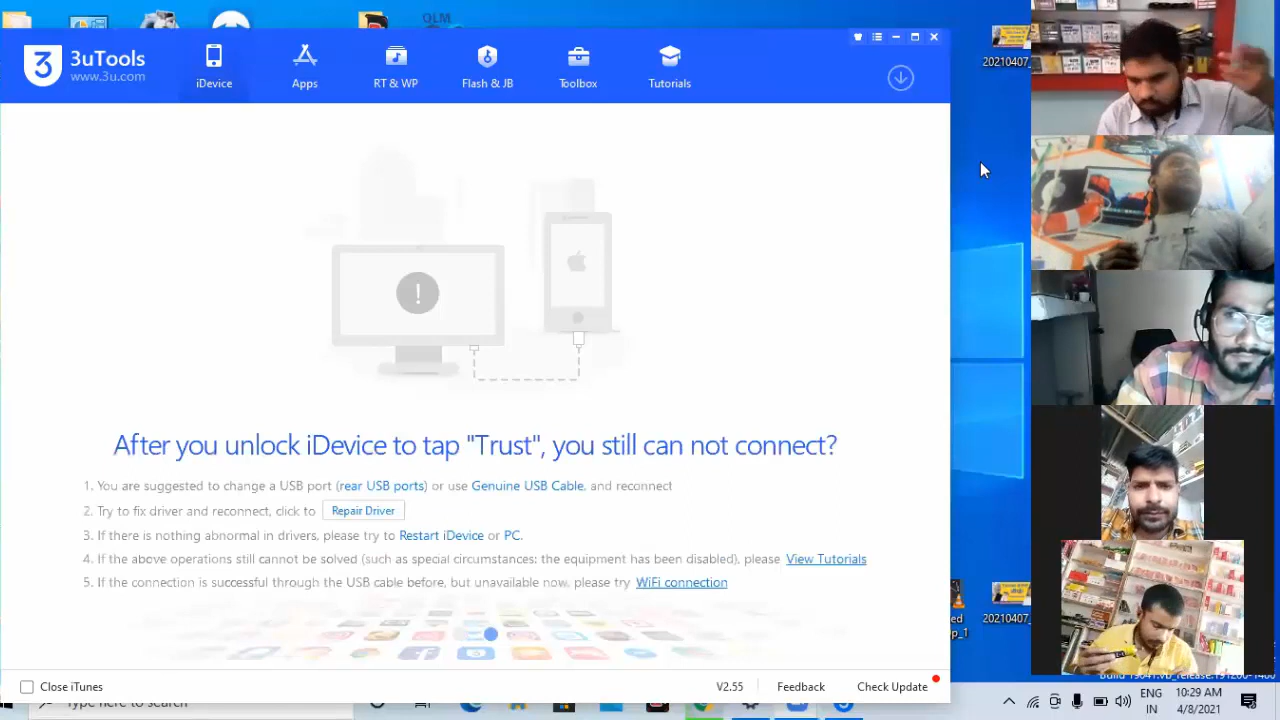 QLM
3
3uTools
www.3u.com
iDevice
Apps
RT & WP
Flash & JB
Toolbox
Tutorials
20210407_
!
After you unlock iDevice to tap "Trust", you still can not connect?
1. You are suggested to change a USB port (rear USB ports) or use Genuine USB Cable, and reconnect
2. Try to fix driver and reconnect, click to Repair Driver
3. If there is nothing abnormal in drivers, please try to Restart iDevice or PC.
4. If the above operations still cannot be solved (such as special circumstances: the equipment has been disabled), please View Tutorials
5. If the connection is successful through the USB cable before, but unavailable now, please try WiFi connection
20210407_
Close iTunes
V2.55
Feedback
Check Update
Type here to search
ENG
IN
10:29 AM
4/8/2021